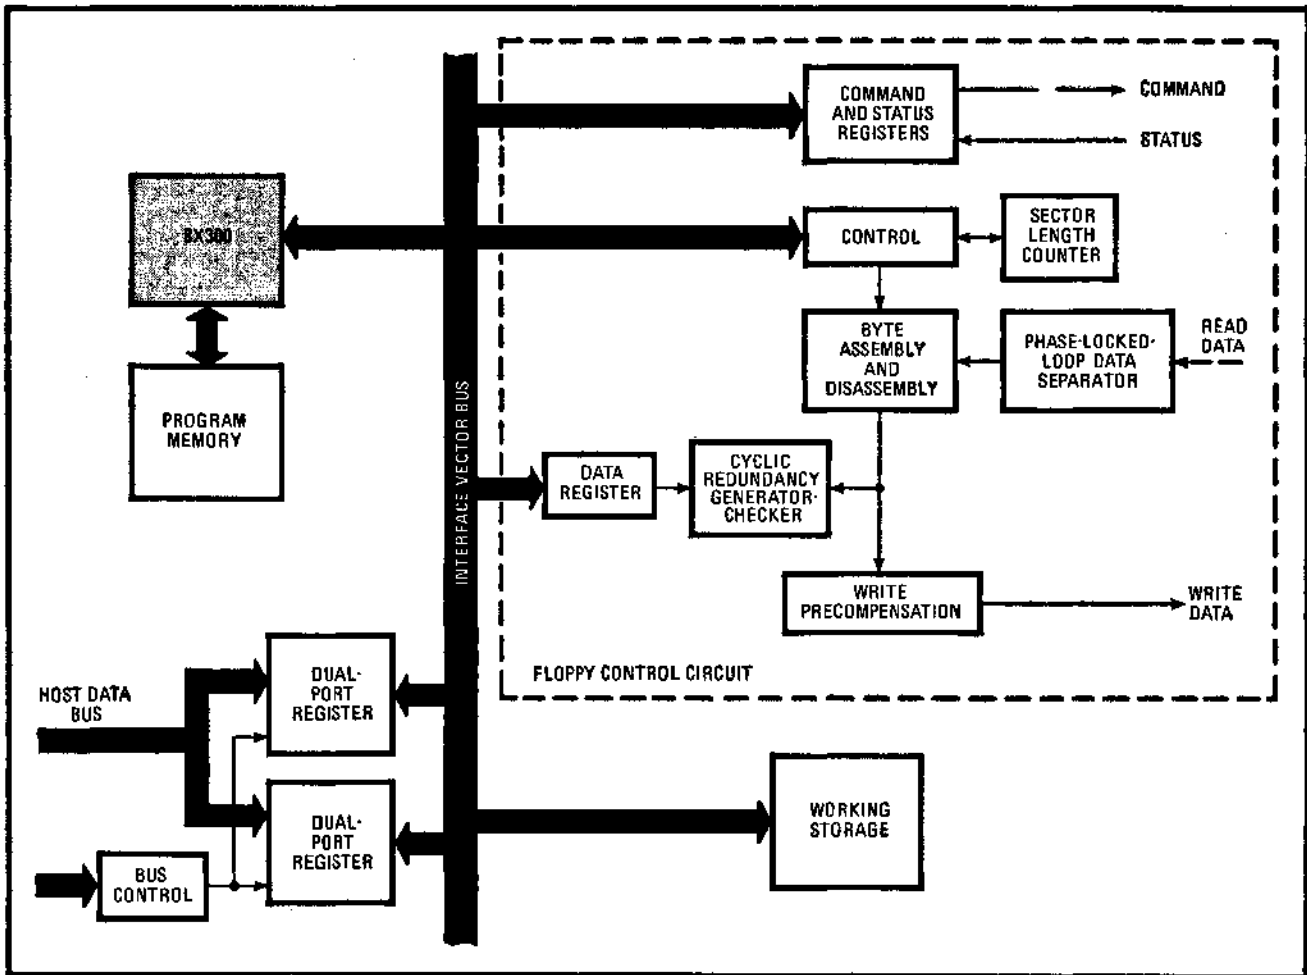 COMMAND
AND STATUS
REGISTERS
COMMAND
STATUS
8X300
CONTROL
SECTOR
LENGTH
COUNTER
PROGRAM
MEMORY
BYTE
ASSEMBLY
AND
DISASSEMBLY
PHASE-LOCKED-
LOOP DATA
SEPARATOR
READ
DATA
INTERFACE VECTOR BUS
DATA
REGISTER
CYCLIC
REDUNDANCY
GENERATOR-
CHECKER
WRITE
PRECOMPENSATION
WRITE
DATA
FLOPPY CONTROL CIRCUIT
HOST DATA
BUS
DUAL-
PORT
REGISTER
DUAL-
PORT
REGISTER
BUS
CONTROL
WORKING
STORAGE